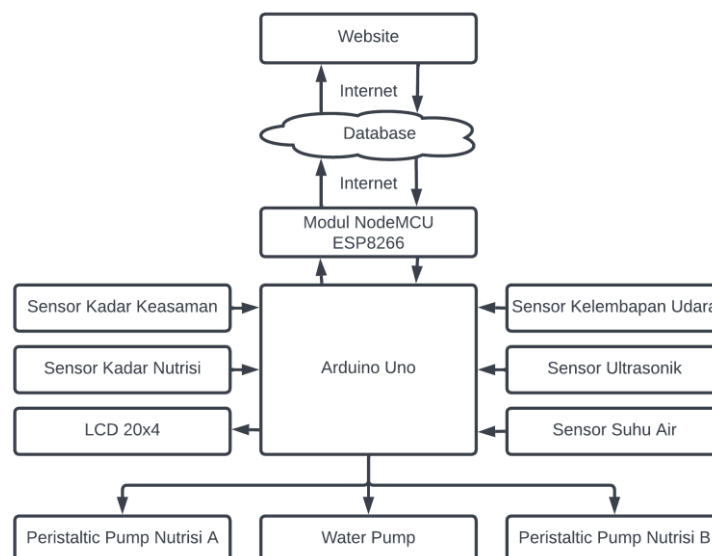 Website
Internet
Database
Internet
Modul NodeMCU
ESP8266
Sensor Kadar Keasaman
Sensor Kelembapan Udara
Sensor Kadar Nutrisi
Arduino Uno
Sensor Ultrasonik
LCD 20x4
Sensor Suhu Air
Peristaltic Pump Nutrisi A
Water Pump
Peristaltic Pump Nutrisi B